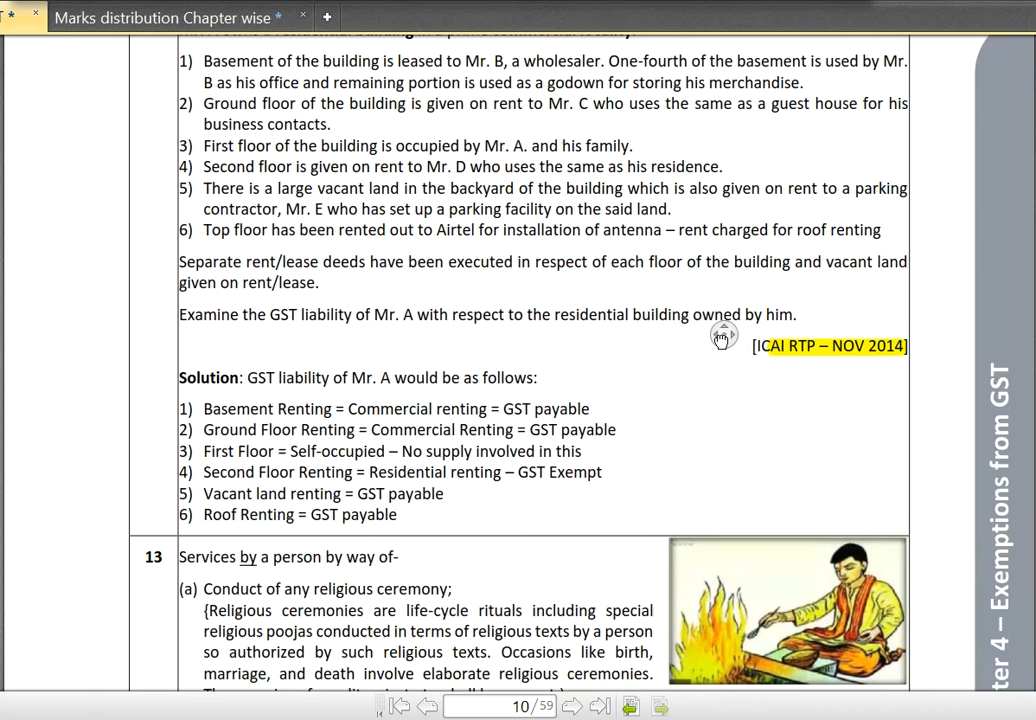 T *
Marks distribution Chapter wise *
1) Basement of the building is leased to Mr. B, a wholesaler. One-fourth of the basement is used by Mr.
B as his office and remaining portion is used as a godown for storing his merchandise.
2) Ground floor of the building is given on rent to Mr. C who uses the same as a guest house for his
business contacts.
3) First floor of the building is occupied by Mr. A. and his family.
4) Second floor is given on rent to Mr. D who uses the same as his residence.
5) There is a large vacant land in the backyard of the building which is also given on rent to a parking
contractor, Mr. E who has set up a parking facility on the said land.
6) Top floor has been rented out to Airtel for installation of antenna – rent charged for roof renting
Separate rent/lease deeds have been executed in respect of each floor of the building and vacant land
given on rent/lease.
Examine the GST liability of Mr. A with respect to the residential building owned by him.
[ICAI RTP – NOV 2014]
Solution: GST liability of Mr. A would be as follows:
1) Basement Renting = Commercial renting = GST payable
2) Ground Floor Renting = Commercial Renting = GST payable
3) First Floor = Self-occupied – No supply involved in this
4) Second Floor Renting = Residential renting – GST Exempt
5) Vacant land renting = GST payable
6) Roof Renting = GST payable
13 Services by a person by way of-
(a) Conduct of any religious ceremony;
{Religious ceremonies are life-cycle rituals including special
religious poojas conducted in terms of religious texts by a person
so authorized by such religious texts. Occasions like birth,
marriage, and death involve elaborate religious ceremonies.
ter 4 – Exemptions from GST
10 / 59